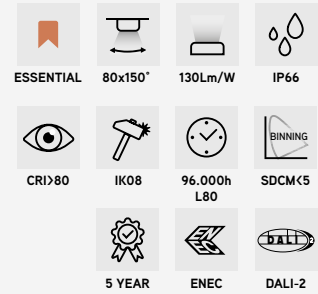 ESSENTIAL
80x150°
130Lm/W
IP66
BINNING
CRI>80
IK08
96.000h
L80
SDCM<5
DALI 2
5 YEAR
ENEC
DALI-2